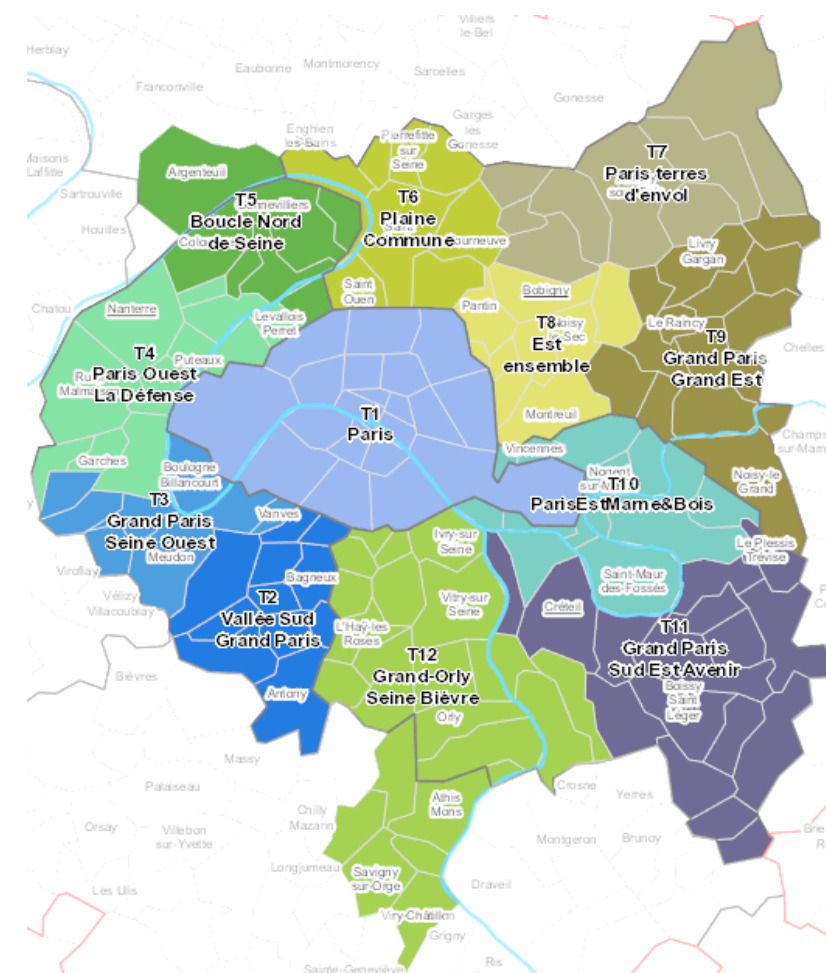 Villiers
le-Bel
Herblay
Eaubonne
Montmorency
Sarcelles
Franconville
Gonesse
Garges
lès
Gonesse
Enghien
les-Bains
Pierrefitte
sur
Seine
Maisons
Laffitte
Argenteuil
Sartrouville
T7
Paris terres
d'envol
T5
Boucle Nord
de Seine
T6
Plaine
Commune
Houilles
Livry
Gargan
Saint
Ouen
Bobigny
Pantin
Chatou
Nanterre
Levallois
Perret
T8
Est
ensemble
Le Raincy
T9
Grand Paris
Grand Est
Chelles
T4
Paris Ouest
La Défense
Puteaux
T1
Paris
Montreuil
Vincennes
Garches
Boulogne
Billancourt
Noisy-le
Grand
T10
ParisEstMarne&Bois
T3
Grand Paris
Seine Ouest
Vanves
Ivry-sur
Seine
Le Plessis
Trévise
Meudon
Viroflay
Vélizy
Villacoublay
Bagneux
Saint-Maur
des-Fossés
Vitry-sur
Seine
Créteil
T2
Vallée Sud
Grand Paris
L'Haÿ-les
Roses
T11
Grand Paris
Sud Est Avenir
T12
Grand-Orly
Seine Bièvre
Bièvres
Antony
Orly
Boissy
Saint
Léger
Massy
Palaiseau
Crosne
Yerres
Athis
Mons
Chilly
Mazarin
Orsay
Villebon
sur-Yvette
Montgeron
Brunoy
Longjumeau
Savigny
sur-Orge
Les Ulis
Draveil
Viry-Châtillon
Grigny
Ris
Sainte-Geneviève